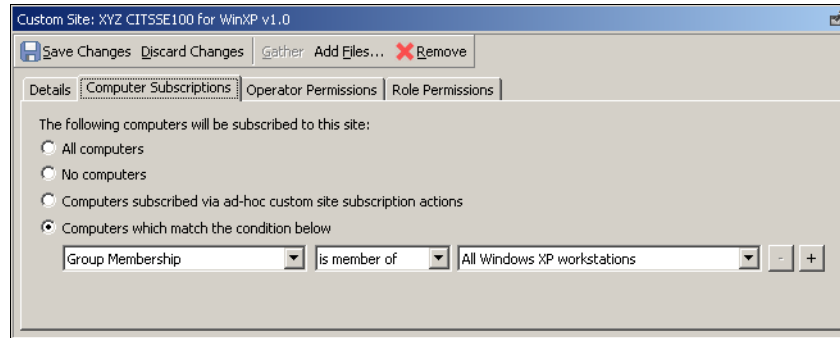 Custom Site: XYZ CITSSE100 for WinXP v1.0
Save Changes Discard Changes Gather Add Files... Remove
Details Computer Subscriptions Operator Permissions Role Permissions
The following computers will be subscribed to this site:
All computers
No computers
Computers subscribed via ad-hoc custom site subscription actions
Computers which match the condition below
Group Membership is member of All Windows XP workstations - +